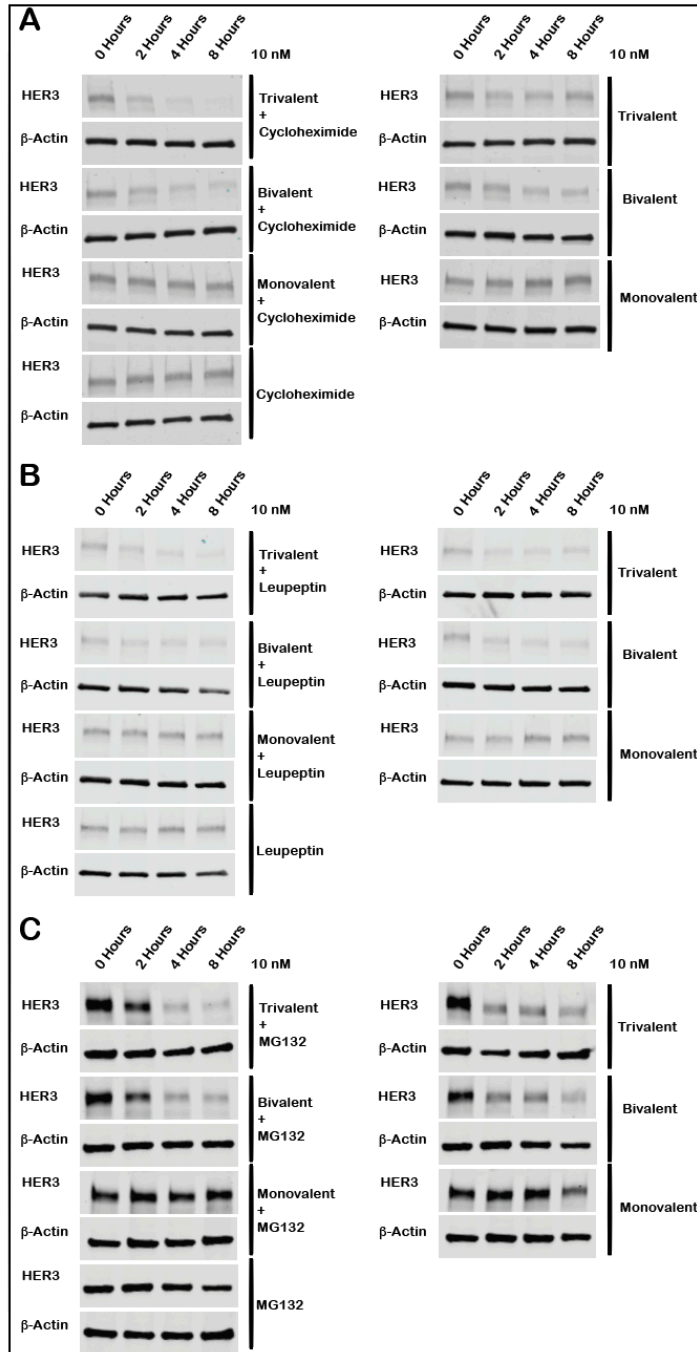 A
0 Hours 2 Hours 4 Hours 8 Hours 10 nM
HER3
β-Actin
Trivalent
+
Cycloheximide
HER3
β-Actin
Bivalent
+
Cycloheximide
HER3
β-Actin
Monovalent
+
Cycloheximide
HER3
β-Actin
Cycloheximide
0 Hours 2 Hours 4 Hours 8 Hours 10 nM
HER3
β-Actin
Trivalent
HER3
β-Actin
Bivalent
HER3
β-Actin
Monovalent
B
0 Hours 2 Hours 4 Hours 8 Hours 10 nM
HER3
β-Actin
Trivalent
+
Leupeptin
HER3
β-Actin
Bivalent
+
Leupeptin
HER3
β-Actin
Monovalent
+
Leupeptin
HER3
β-Actin
Leupeptin
0 Hours 2 Hours 4 Hours 8 Hours 10 nM
HER3
β-Actin
Trivalent
HER3
β-Actin
Bivalent
HER3
β-Actin
Monovalent
C
0 Hours 2 Hours 4 Hours 8 Hours 10 nM
HER3
β-Actin
Trivalent
+
MG132
HER3
β-Actin
Bivalent
+
MG132
HER3
β-Actin
Monovalent
+
MG132
HER3
β-Actin
MG132
0 Hours 2 Hours 4 Hours 8 Hours 10 nM
HER3
β-Actin
Trivalent
HER3
β-Actin
Bivalent
HER3
β-Actin
Monovalent